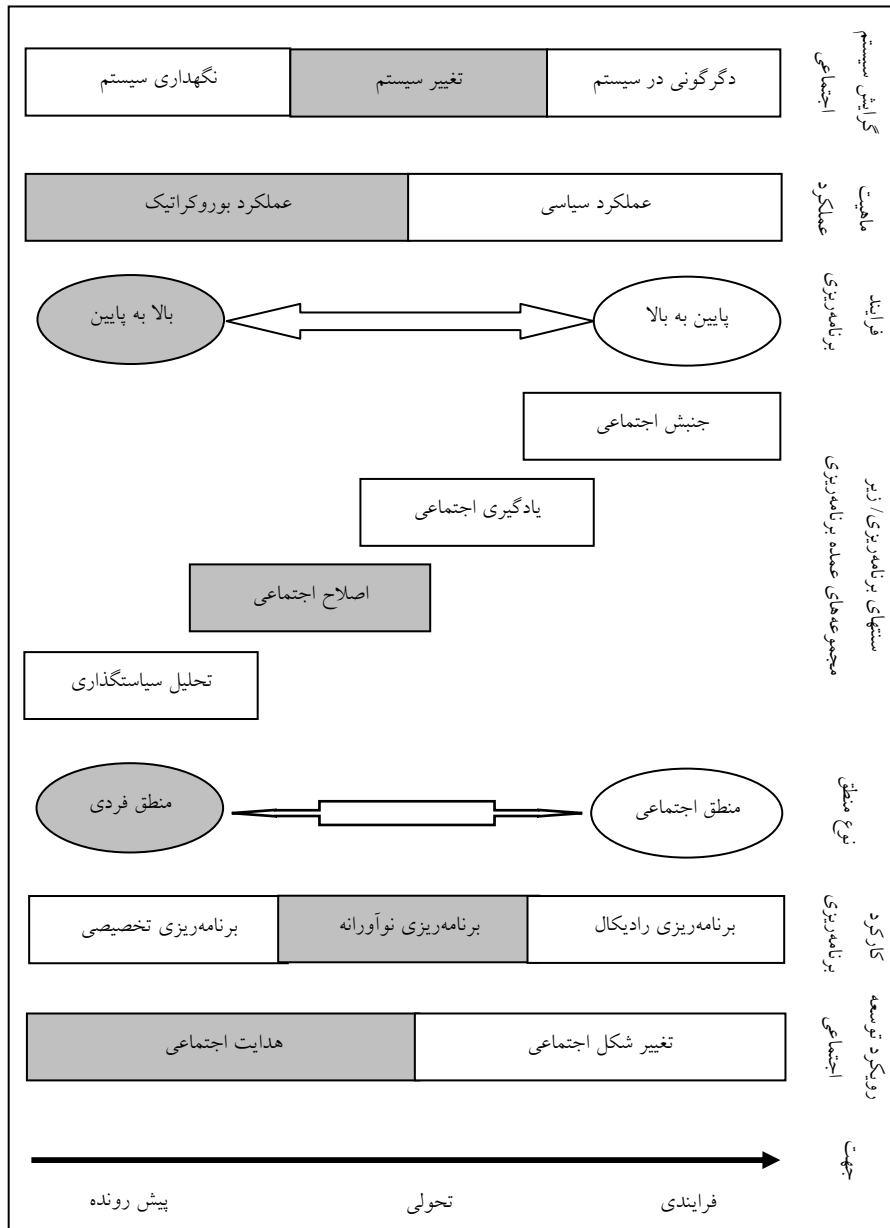 گرایش سیستم
اجتماعی
دگرگونی در سیستم
تغییر سیستم
نگهداری سیستم
ماهیت
عملکرد
عملکرد سیاسی
عملکرد بوروکراتیک
فرایند
برنامه‌ریزی
پایین به بالا
بالا به پایین
سنتهای برنامه‌ریزی/ زیر
مجموعه‌های عمده برنامه‌ریزی
جنبش اجتماعی
یادگیری اجتماعی
اصلاح اجتماعی
تحلیل سیاستگذاری
نوع منطق
منطق اجتماعی
منطق فردی
کارکرد
برنامه‌ریزی
برنامه‌ریزی رادیکال
برنامه‌ریزی نوآورانه
برنامه‌ریزی تخصیصی
رویکرد توسعه
اجتماعی
تغییر شکل اجتماعی
هدایت اجتماعی
جهت
فرایندی
تحولی
پیش رونده